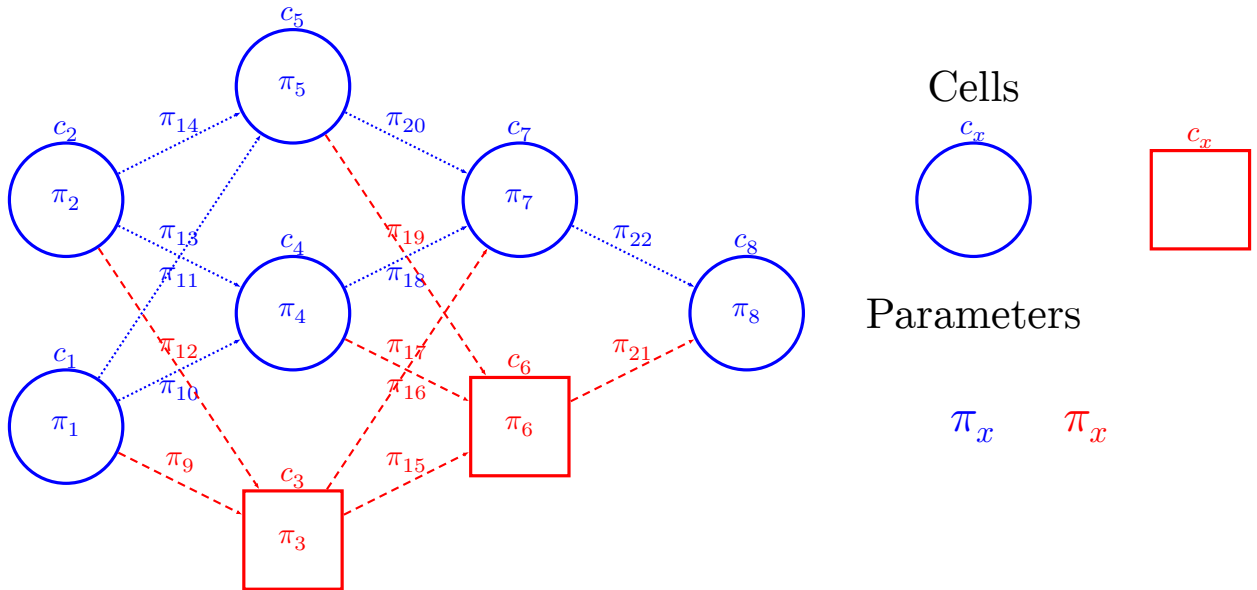 c₅
π₅
c₂
π₁₄
π₂₀
c₇
π₂
π₇
π₁₃
π₁₉
π₂₂
c₄
c₈
π₁₁
π₁₈
π₄
π₈
c₁
π₁₂
π₁₇
π₂₁
c₆
π₁₀
π₁₆
π₁
π₆
π₉
π₁₅
c₃
π₃
Cells
cₓ
cₓ
Parameters
πₓ πₓ